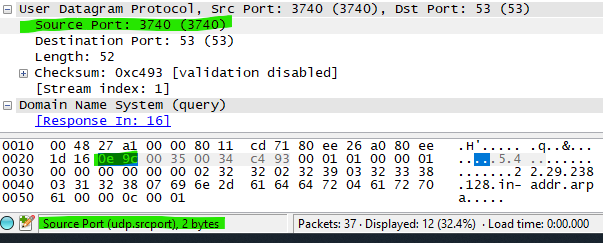 User Datagram Protocol, Src Port: 3740 (3740), Dst Port: 53 (53)
Source Port: 3740 (3740)
Destination Port: 53 (53)
Length: 52
Checksum: 0xc493 [validation disabled]
[Stream index: 1]
Domain Name System (query)
[Response In: 16]
0010 00 48 27 a1 00 00 80 11 cd 71 80 ee 26 a0 80 ee .H'..... .q..&...
0020 1d 16 0e 9c 00 35 00 34 c4 93 00 01 01 00 00 01 .....5.4 ........
0030 00 00 00 00 00 00 02 32 32 02 32 39 03 32 33 38 .......2 2.29.238
0040 03 31 32 38 07 69 6e 2d 61 64 64 72 04 61 72 70 .128.in- addr.arp
0050 61 00 00 0c 00 01 a.....
Source Port (udp.srcport), 2 bytes
Packets: 37 · Displayed: 12 (32.4%) · Load time: 0:00.000